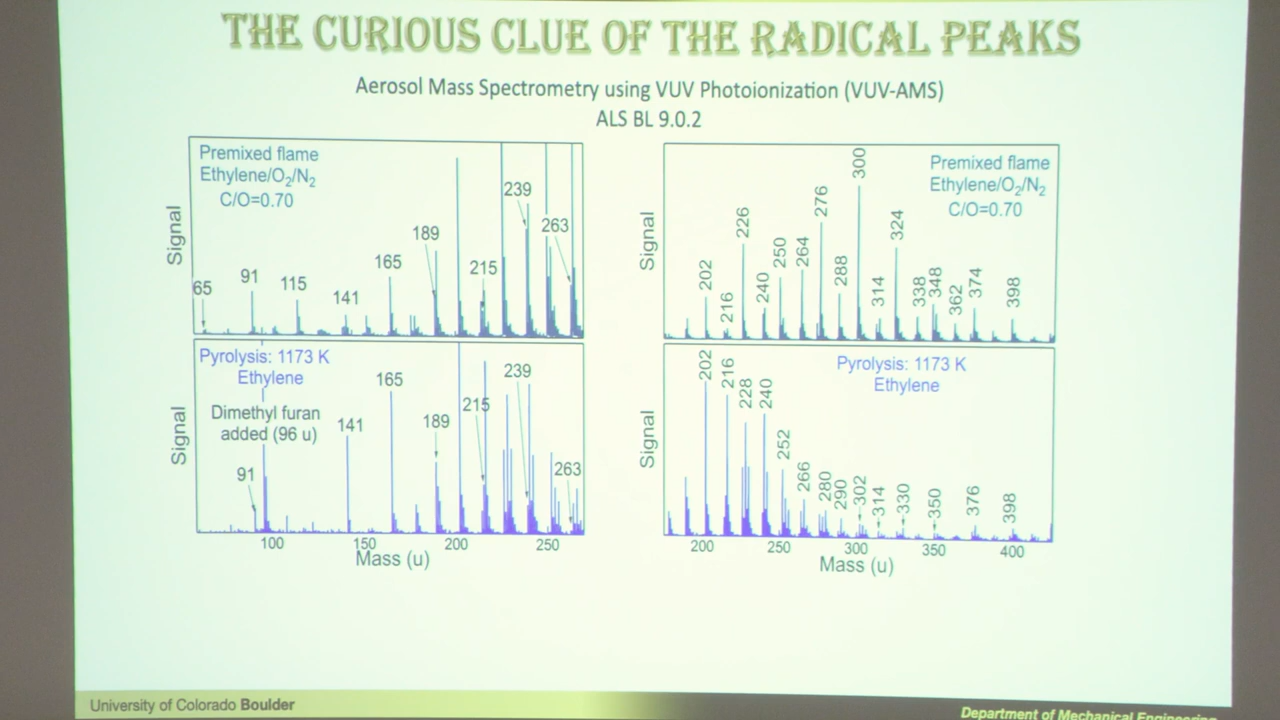 THE CURIOUS CLUE OF THE RADICAL PEAKS
Aerosol Mass Spectrometry using VUV Photoionization (VUV-AMS)
ALS BL 9.0.2
Premixed flame
Ethylene/O₂/N₂
C/O=0.70
Signal
65
91
115
141
165
189
215
239
263
Premixed flame
Ethylene/O₂/N₂
C/O=0.70
Signal
202
216
226
240
250
264
276
288
300
314
324
338
348
362
374
398
Pyrolysis: 1173 K
Ethylene
Dimethyl furan
added (96 u)
Signal
91
141
165
189
215
239
263
100
150
200
250
Mass (u)
Pyrolysis: 1173 K
Ethylene
Signal
202
216
228
240
252
266
280
290
302
314
330
350
376
398
200
250
300
350
400
Mass (u)
University of Colorado Boulder
Department of Mechanical Engineering